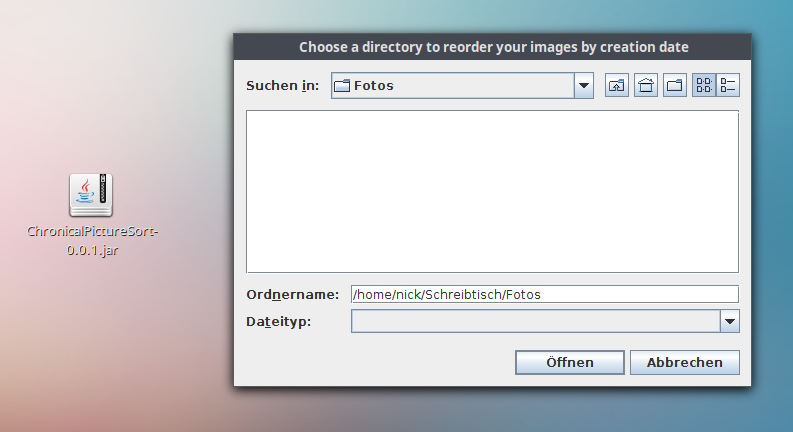 Choose a directory to reorder your images by creation date
Suchen in:
Fotos
ChronicalPictureSort-
0.0.1.jar
Ordnername:
/home/nick/Schreibtisch/Fotos
Dateityp:
Öffnen
Abbrechen